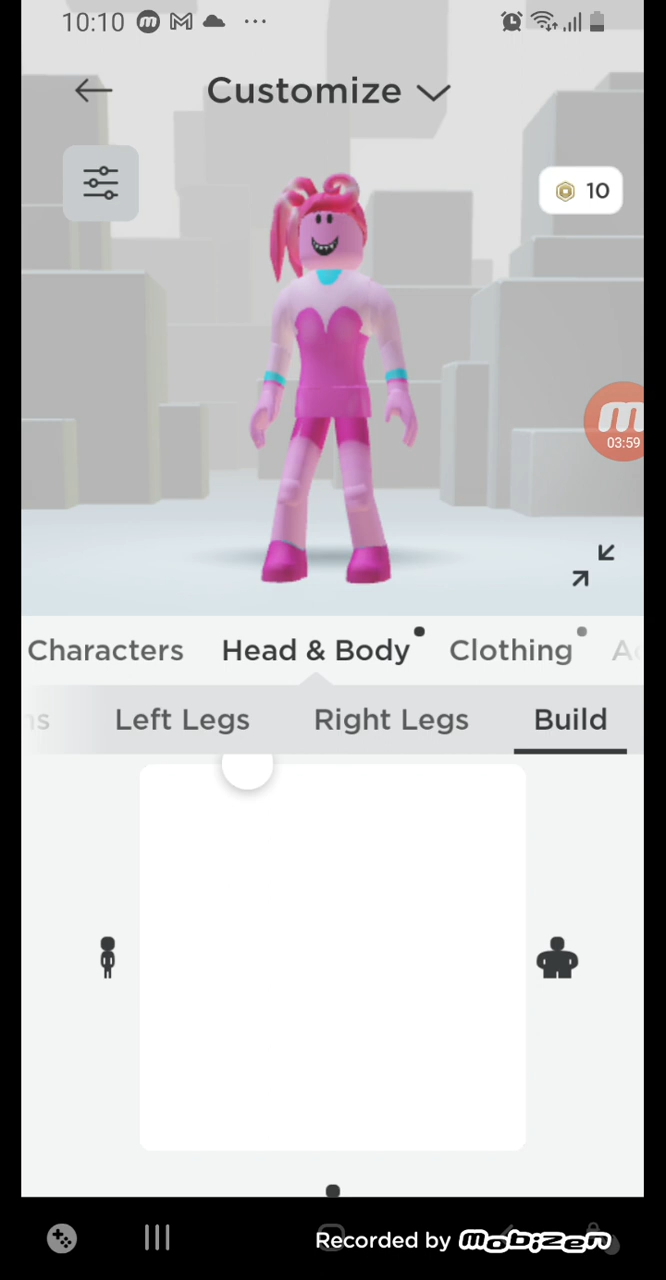 10:10
Customize
10
m
03:59
Characters Head & Body Clothing
Left Legs Right Legs Build
Recorded by mobizen